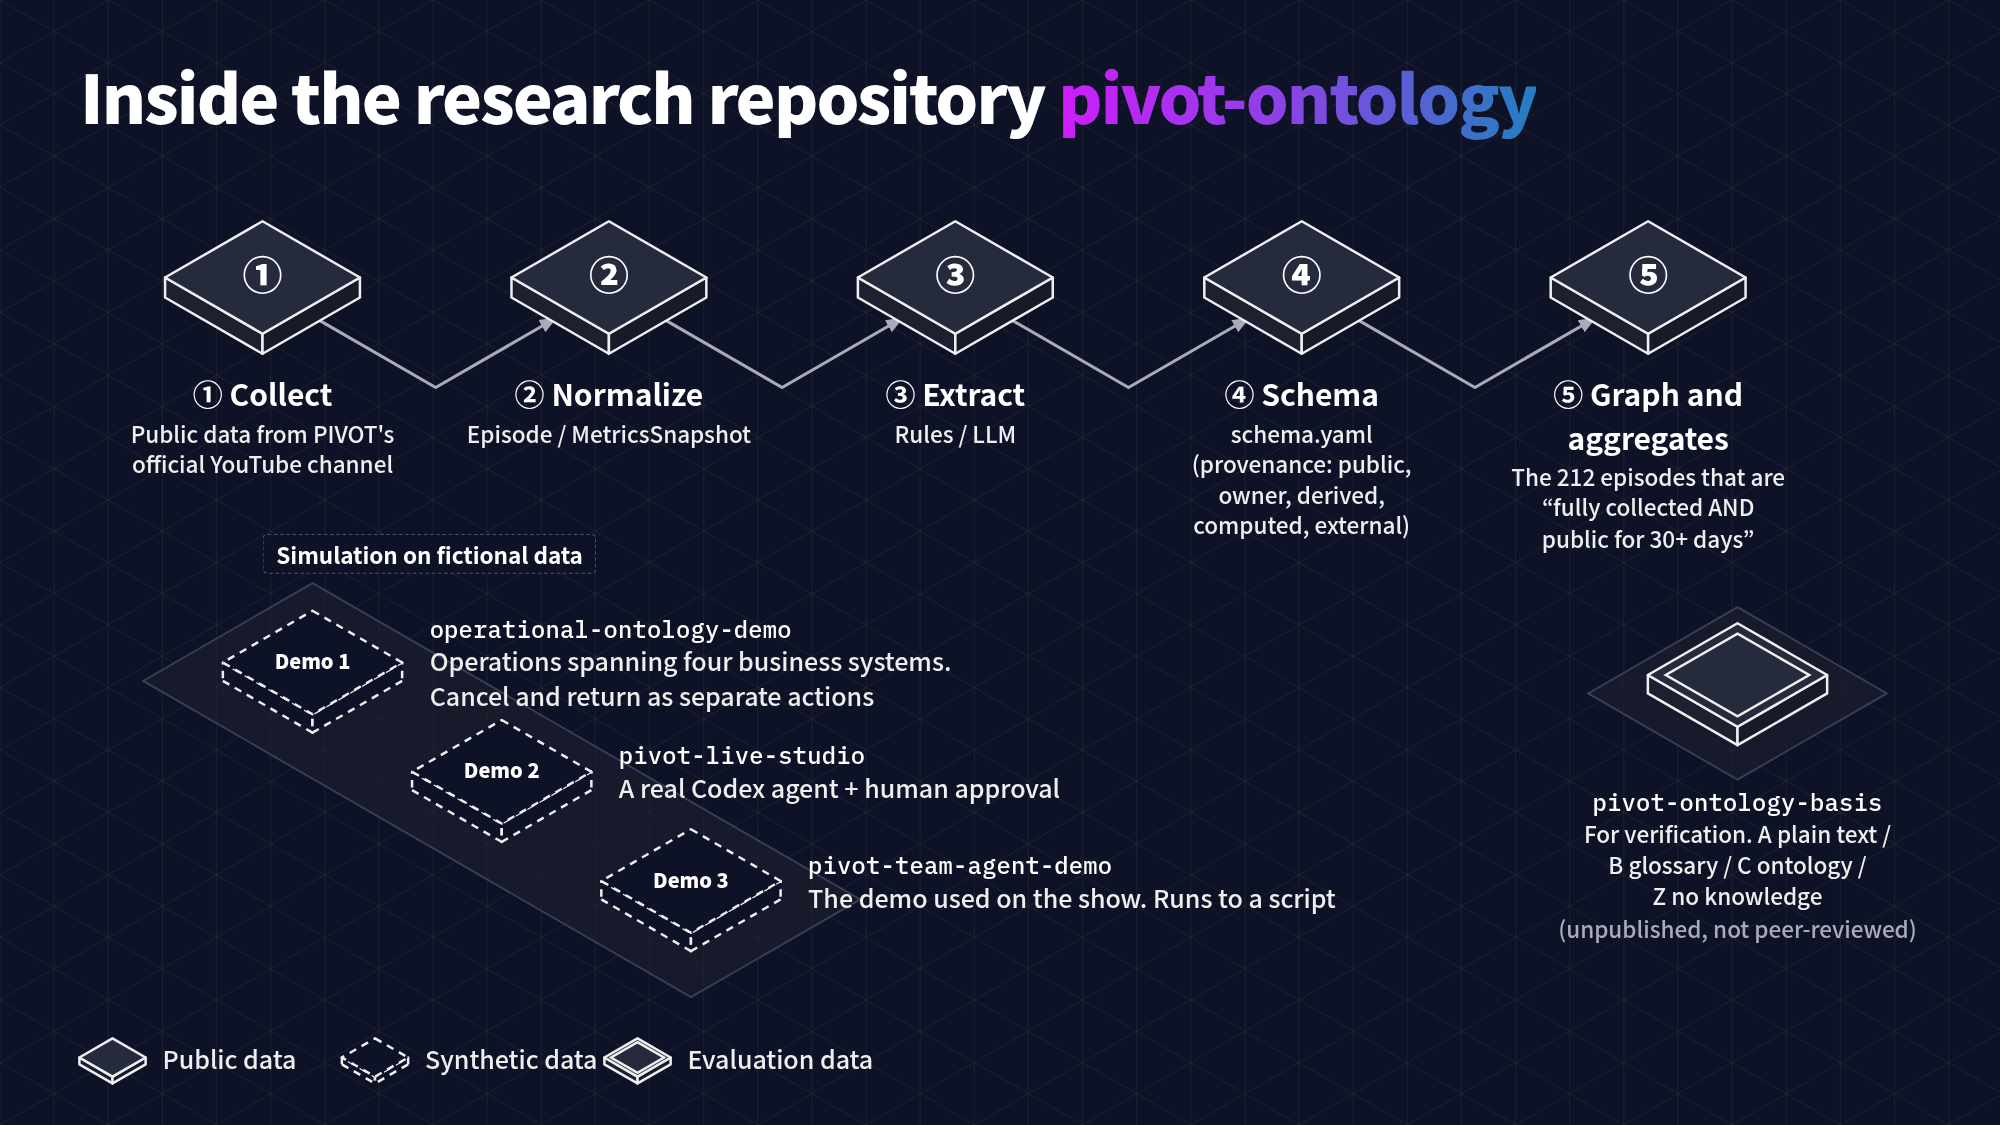 Inside the research repository pivot-ontology
①
②
③
④
⑤
① Collect
Public data from PIVOT's
official YouTube channel
② Normalize
Episode / MetricsSnapshot
③ Extract
Rules / LLM
④ Schema
schema.yaml
(provenance: public,
owner, derived,
computed, external)
⑤ Graph and
aggregates
The 212 episodes that are
“fully collected AND
public for 30+ days”
Simulation on fictional data
Demo 1
operational-ontology-demo
Operations spanning four business systems.
Cancel and return as separate actions
Demo 2
pivot-live-studio
A real Codex agent + human approval
Demo 3
pivot-team-agent-demo
The demo used on the show. Runs to a script
pivot-ontology-basis
For verification. A plain text /
B glossary / C ontology /
Z no knowledge
(unpublished, not peer-reviewed)
Public data
Synthetic data
Evaluation data